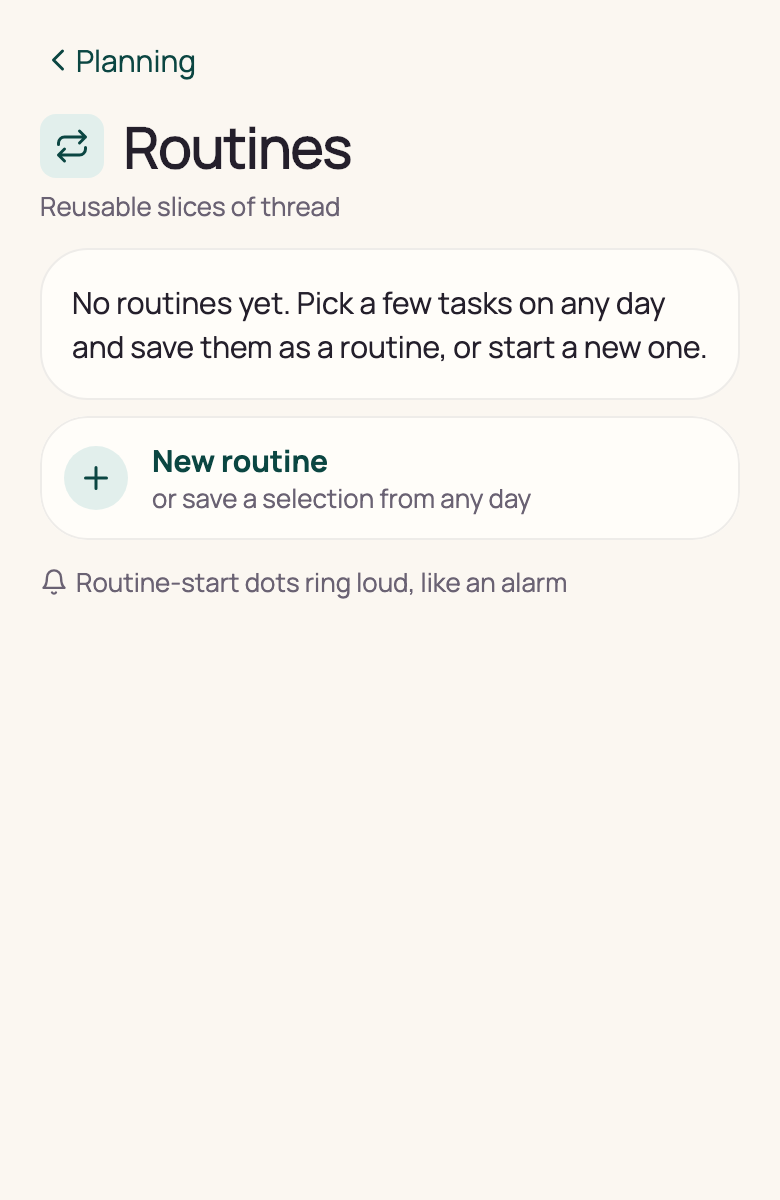 Planning
Routines
Reusable slices of thread
No routines yet. Pick a few tasks on any day
and save them as a routine, or start a new one.
New routine
or save a selection from any day
Routine-start dots ring loud, like an alarm